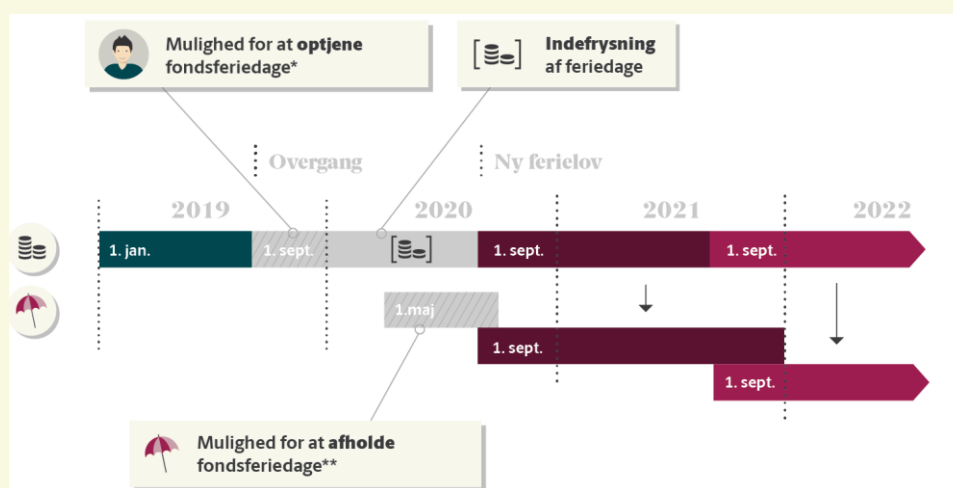 Mulighed for at optjene
fondsferiedage*
Indefrysning
af feriedage
Overgang
Ny ferielov
2019
2020
2021
2022
1. jan.
1. sept.
1. sept.
1. sept.
1.maj
1. sept.
1. sept.
Mulighed for at afholde
fondsferiedage**